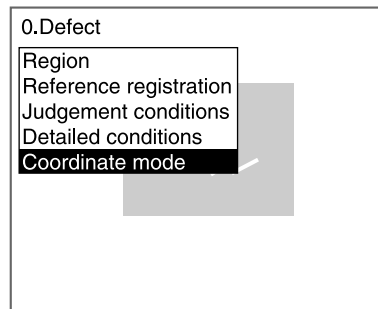 0.Defect
Region
Reference registration
Judgement conditions
Detailed conditions
Coordinate mode